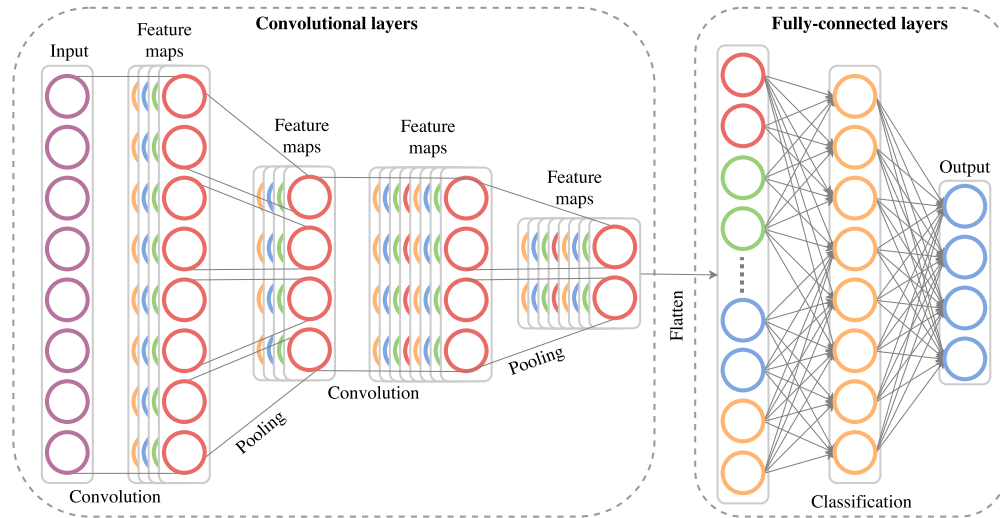 Convolutional layers
Fully-connected layers
Input
Feature
maps
Feature
maps
Feature
maps
Feature
maps
Output
Convolution
Pooling
Convolution
Pooling
Flatten
Classification